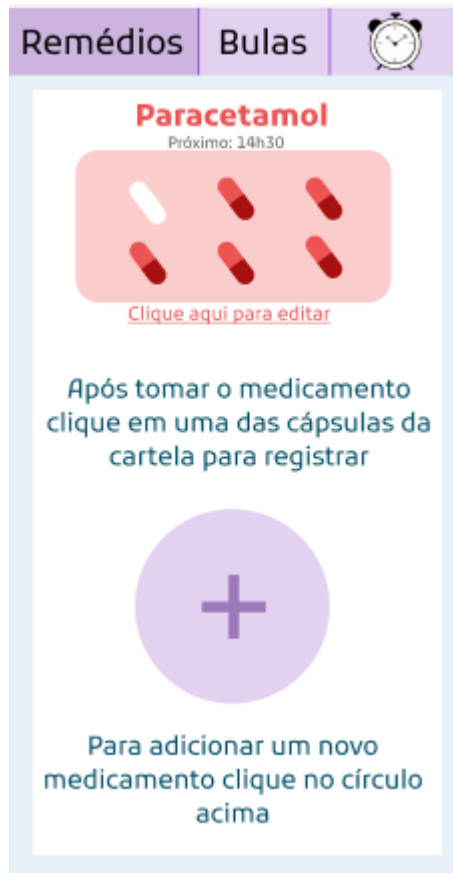 Remédios Bulas
Paracetamol
Próximo: 14h30
Clique aqui para editar
Após tomar o medicamento
clique em uma das cápsulas da
cartela para registrar
+
Para adicionar um novo
medicamento clique no círculo
acima